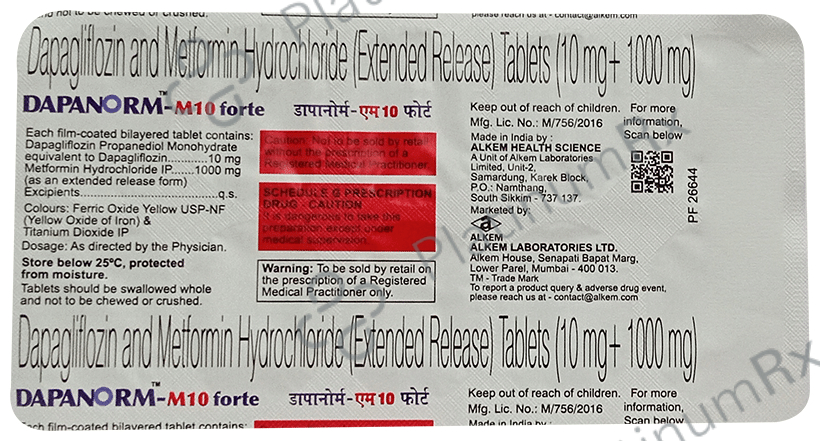 and not to be chewed or crushed.
please reach us at - contact@alkem.com
Dapagliflozin and Metformin Hydrochloride (Extended Release) Tablets (10 mg + 1000 mg)
DAPANORM™-M10 forte डापानोर्म-एम 10 फोर्ट
Each film-coated bilayered tablet contains:
Dapagliflozin Propanediol Monohydrate
equivalent to Dapagliflozin............10 mg
Metformin Hydrochloride IP......1000 mg
(as an extended release form)
Excipients.................................q.s.
Colours: Ferric Oxide Yellow USP-NF
(Yellow Oxide of Iron) &
Titanium Dioxide IP
Dosage: As directed by the Physician.
Store below 25°C, protected
from moisture.
Tablets should be swallowed whole
and not to be chewed or crushed.
Caution: Not to be sold by retail
without the prescription of a
Registered Medical Practitioner.
SCHEDULE G PRESCRIPTION
DRUG - CAUTION
It is dangerous to take this
preparation except under
medical supervision.
Warning: To be sold by retail on
the prescription of a Registered
Medical Practitioner only.
Keep out of reach of children.
Mfg. Lic. No.: M/756/2016
Made in India by :
ALKEM HEALTH SCIENCE
A Unit of Alkem Laboratories
Limited, Unit-2,
Samardung, Karek Block,
P.O.: Namthang,
South Sikkim - 737 137.
Marketed by:
a
ALKEM
ALKEM LABORATORIES LTD.
Alkem House, Senapati Bapat Marg,
Lower Parel, Mumbai - 400 013.
TM - Trade Mark
To report a product query & adverse drug event,
please reach us at - contact@alkem.com
For more
information,
Scan below
PF 26644
Dapagliflozin and Metformin Hydrochloride (Extended Release) Tablets (10 mg + 1000 mg)
DAPANORM™-M10 forte डापानोर्म-एम 10 फोर्ट
Keep out of reach of children.
Mfg. Lic. No.: M/756/2016
Made in India by :
For more
information,
Scan below
Each film-coated bilayered tablet contains:
PlatinumRx
PlatinumRx
PlatinumRx